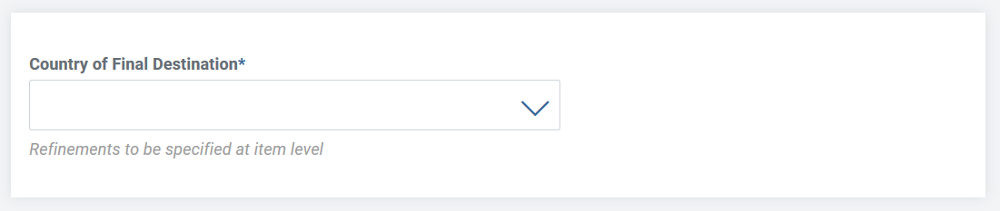 Country of Final Destination*
Refinements to be specified at item level